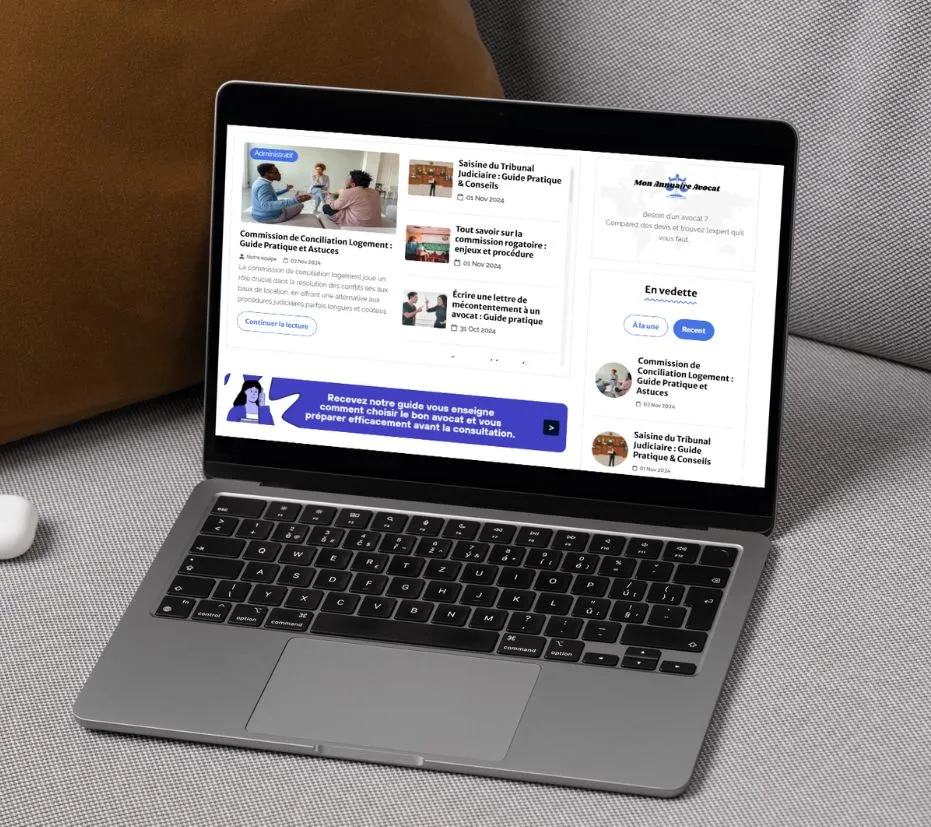 Administratif
Commission de Conciliation Logement :
Guide Pratique et Astuces
Notre équipe 02 Nov 2024
La commission de conciliation logement joue un
rôle crucial dans la résolution des conflits liés aux
baux de location, en offrant une alternative aux
procédures judiciaires parfois longues et coûteus
Continuer la lecture
Saisine du Tribunal
Judiciaire : Guide Pratique
& Conseils
01 Nov 2024
Tout savoir sur la
commission rogatoire :
enjeux et procédure
01 Nov 2024
Écrire une lettre de
mécontentement à un
avocat : Guide pratique
31 Oct 2024
Recevez notre guide vous enseigne
comment choisir le bon avocat et vous
préparer efficacement avant la consultation.
>
Mon Annuaire Avocat
Besoin d'un avocat ?
Comparez des devis et trouvez l'expert qu'il
vous faut.
En vedette
À la une Recent
Commission de
Conciliation Logement :
Guide Pratique et
Astuces
02 Nov 2024
Saisine du Tribunal
Judiciaire : Guide
Pratique & Conseils
01 Nov 2024
esc
Q W E R T Z U I O P
A S D F G H J K L
Y X C V B N M
fn control option command command option